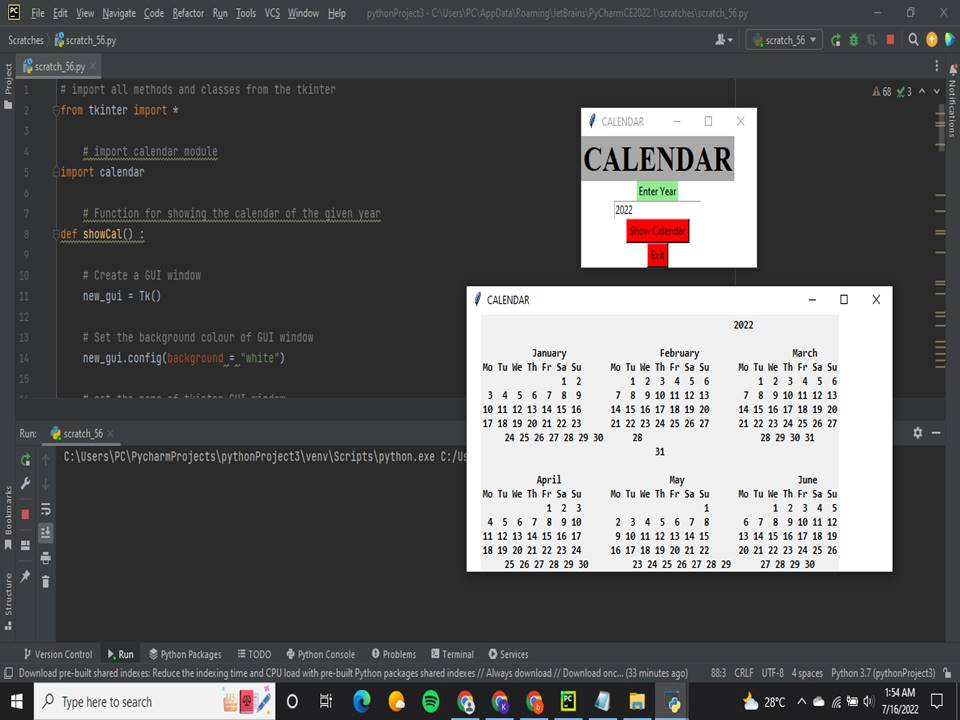 File Edit View Navigate Code Refactor Run Tools VCS Window Help pythonProject3 - C:\Users\PC\AppData\Roaming\JetBrains\PyCharmCE2022.1\scratches\scratch_56.py
Scratches scratch_56.py scratch_56
scratch_56.py
Project
Notifications
68 3
1 # import all methods and classes from the tkinter
2 from tkinter import *
3
4 # import calendar module
5 import calendar
6
7 # Function for showing the calendar of the given year
8 def showCal() :
9
10 # Create a GUI window
11 new_gui = Tk()
12
13 # Set the background colour of GUI window
14 new_gui.config(background = "white")
15
CALENDAR
CALENDAR
Enter Year
2022
Show Calendar
Exit
CALENDAR
2022
January February March
Mo Tu We Th Fr Sa Su Mo Tu We Th Fr Sa Su Mo Tu We Th Fr Sa Su
1 2 1 2 3 4 5 6 1 2 3 4 5 6
3 4 5 6 7 8 9 7 8 9 10 11 12 13 7 8 9 10 11 12 13
10 11 12 13 14 15 16 14 15 16 17 18 19 20 14 15 16 17 18 19 20
17 18 19 20 21 22 23 21 22 23 24 25 26 27 21 22 23 24 25 26 27
24 25 26 27 28 29 30 28 28 29 30 31
31
April May June
Mo Tu We Th Fr Sa Su Mo Tu We Th Fr Sa Su Mo Tu We Th Fr Sa Su
1 2 3 1 1 2 3 4 5
4 5 6 7 8 9 10 2 3 4 5 6 7 8 6 7 8 9 10 11 12
11 12 13 14 15 16 17 9 10 11 12 13 14 15 13 14 15 16 17 18 19
18 19 20 21 22 23 24 16 17 18 19 20 21 22 20 21 22 23 24 25 26
25 26 27 28 29 30 23 24 25 26 27 28 29 27 28 29 30
Run: scratch_56
C:\Users\PC\PycharmProjects\pythonProject3\venv\Scripts\python.exe C:/Us
Bookmarks
Structure
Version Control Run Python Packages TODO Python Console Problems Terminal Services
Download pre-built shared indexes: Reduce the indexing time and CPU load with pre-built Python packages shared indexes // Always download // Download onc... (33 minutes ago) 88:3 CRLF UTF-8 4 spaces Python 3.7 (pythonProject3)
Type here to search
28°C
1:54 AM
7/16/2022